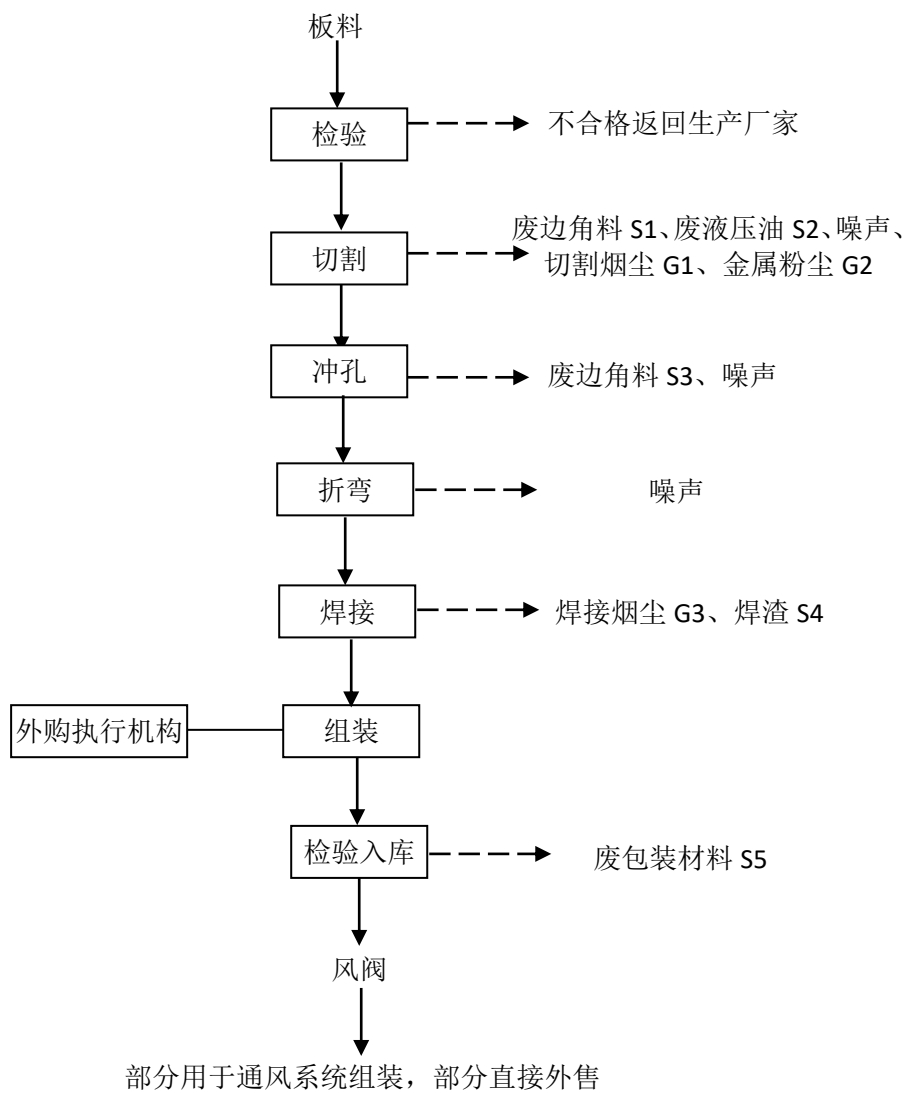 板料
检验
不合格返回生产厂家
废边角料 S1、废液压油 S2、噪声、
切割
切割烟尘 G1、金属粉尘 G2
冲孔
废边角料 S3、噪声
折弯
噪声
焊接
焊接烟尘 G3、焊渣 S4
外购执行机构
组装
检验入库
废包装材料 S5
风阀
部分用于通风系统组装，部分直接外售